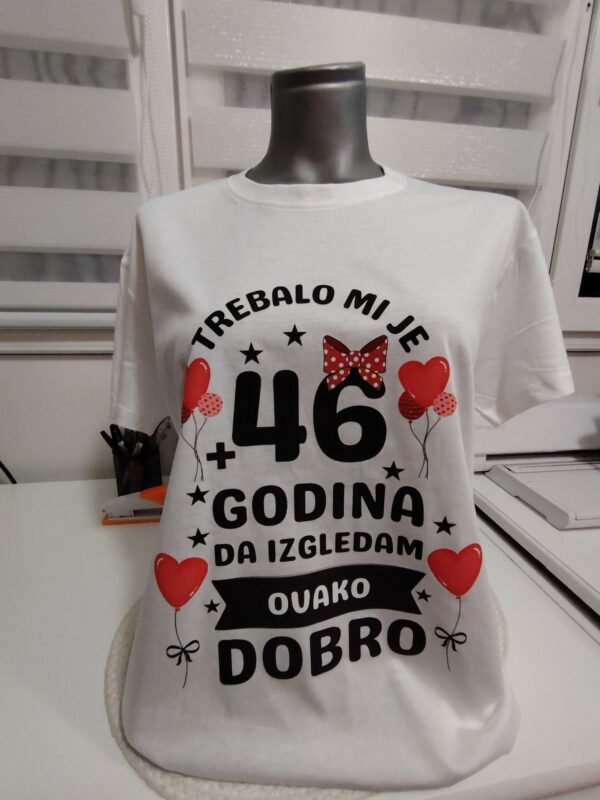 TREBALO MI JE
+46
GODINA
DA IZGLEDAM
OVAKO
DOBRO